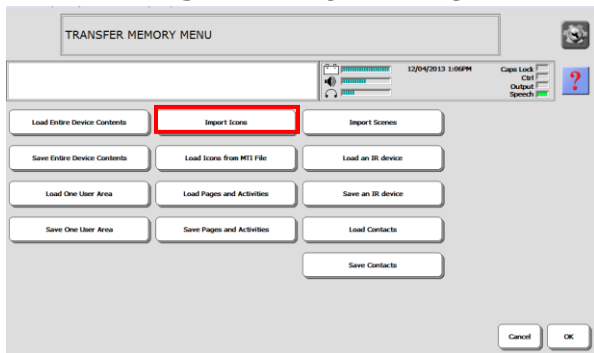 TRANSFER MEMORY MENU
12/04/2013 1:06PM
Caps Lock
Ctrl
Output
Speech
?
Load Entire Device Contents
Import Icons
Import Scenes
Save Entire Device Contents
Load Icons from MTI File
Load an IR device
Load One User Area
Load Pages and Activities
Save an IR device
Save One User Area
Save Pages and Activities
Load Contacts
Save Contacts
Cancel
OK